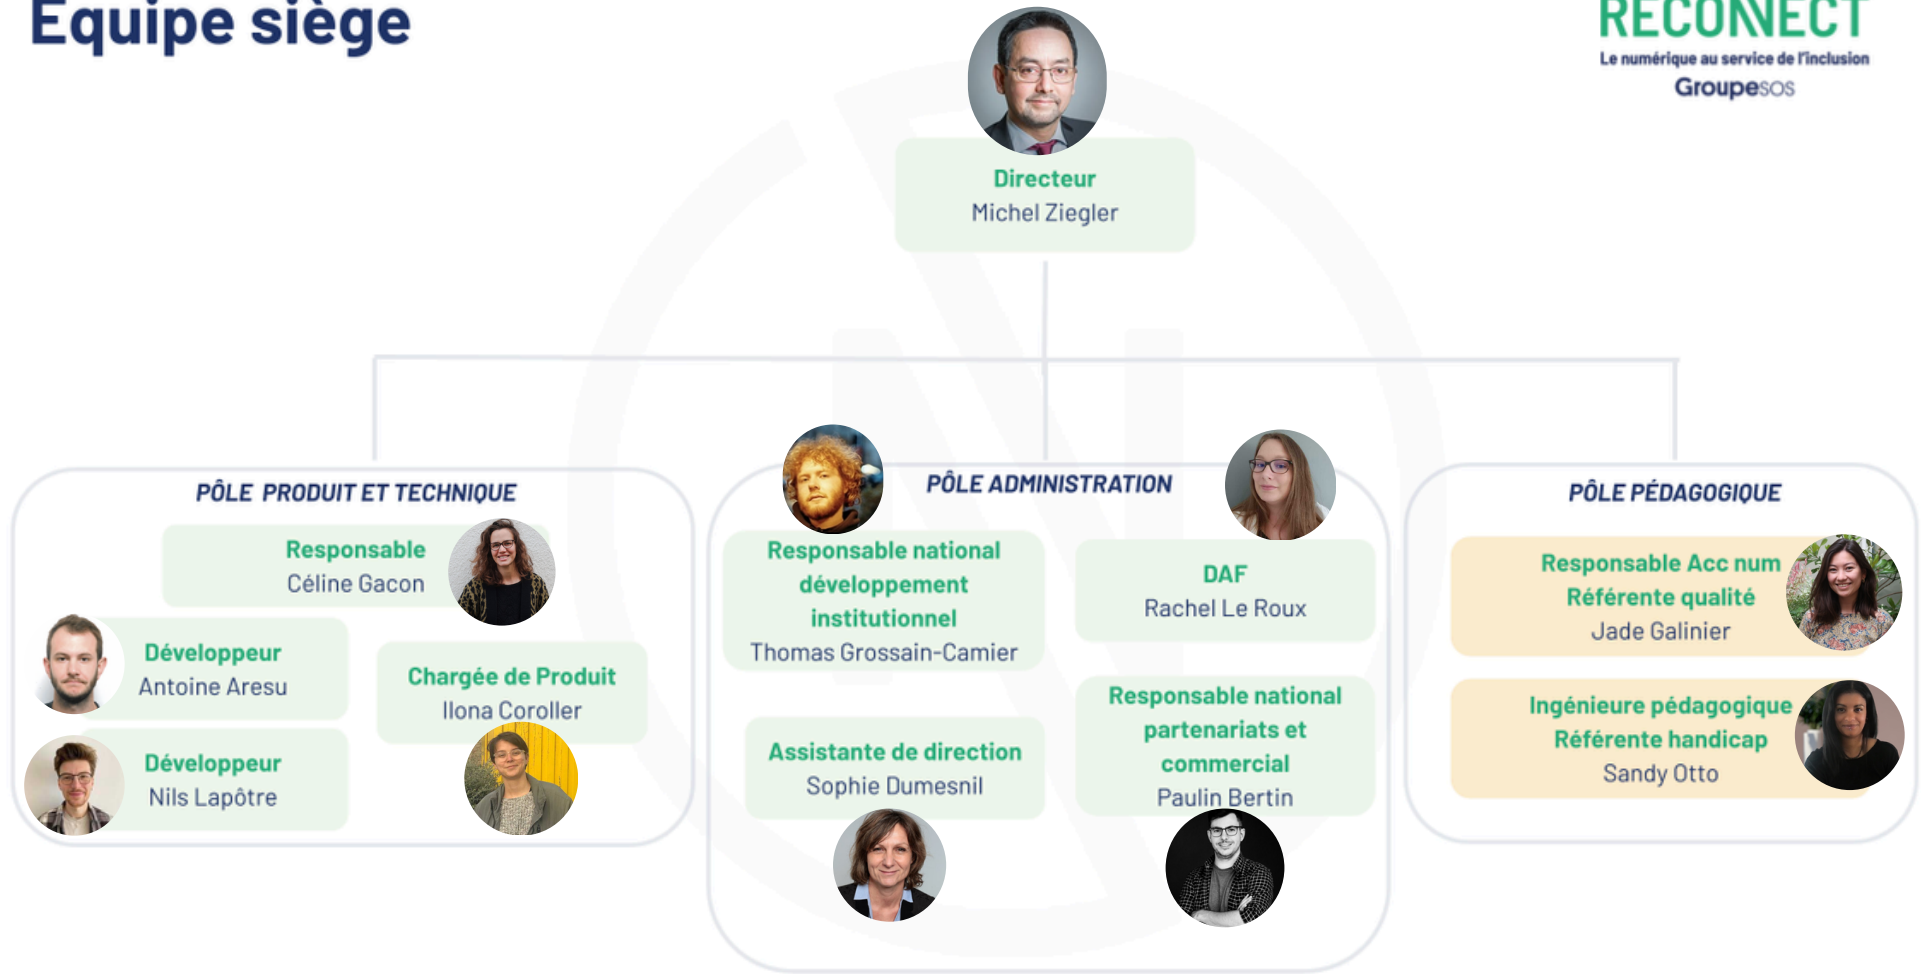 Equipe siège
RECONNECT
Le numérique au service de l'inclusion
Groupesos
Directeur
Michel Ziegler
PÔLE PRODUIT ET TECHNIQUE
Responsable
Céline Gacon
Développeur
Antoine Aresu
Chargée de Produit
Ilona Coroller
Développeur
Nils Lapôtre
PÔLE ADMINISTRATION
Responsable national
développement
institutionnel
Thomas Grossain-Camier
DAF
Rachel Le Roux
Assistante de direction
Sophie Dumesnil
Responsable national
partenariats et
commercial
Paulin Bertin
PÔLE PÉDAGOGIQUE
Responsable Acc num
Référente qualité
Jade Galinier
Ingénieure pédagogique
Référente handicap
Sandy Otto